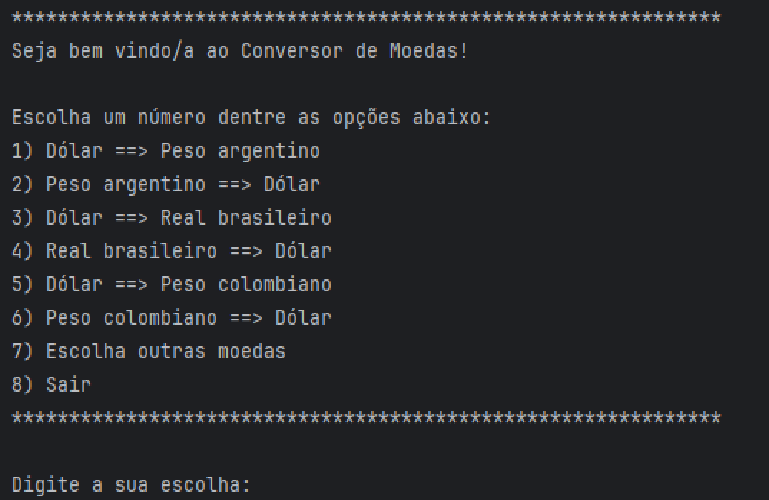 **************************************************************
Seja bem vindo/a ao Conversor de Moedas!
Escolha um número dentre as opções abaixo:
1) Dólar ==> Peso argentino
2) Peso argentino ==> Dólar
3) Dólar ==> Real brasileiro
4) Real brasileiro ==> Dólar
5) Dólar ==> Peso colombiano
6) Peso colombiano ==> Dólar
7) Escolha outras moedas
8) Sair
**************************************************************
Digite a sua escolha: